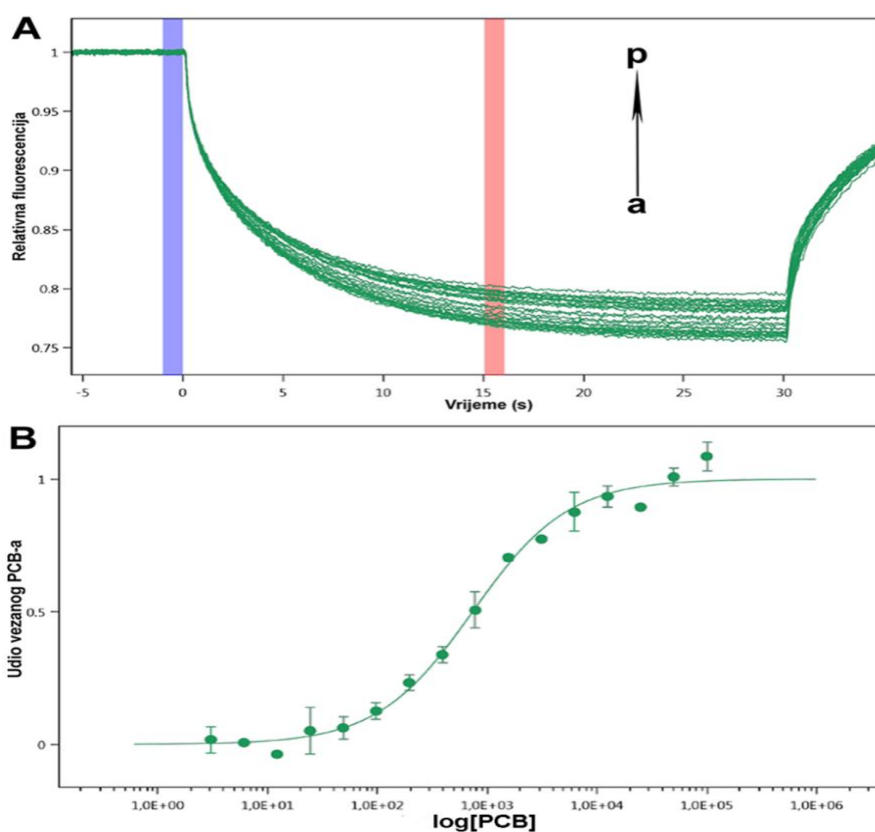 A
p
a
Relativna fluorescencija
1
0.95
0.9
0.85
0.8
0.75
-5 0 5 10 15 20 25 30
Vrijeme (s)
B
Udio vezanog PCB-a
1
0.5
0
1,0E+00 1,0E+01 1,0E+02 1,0E+03 1,0E+04 1,0E+05 1,0E+06
log[PCB]